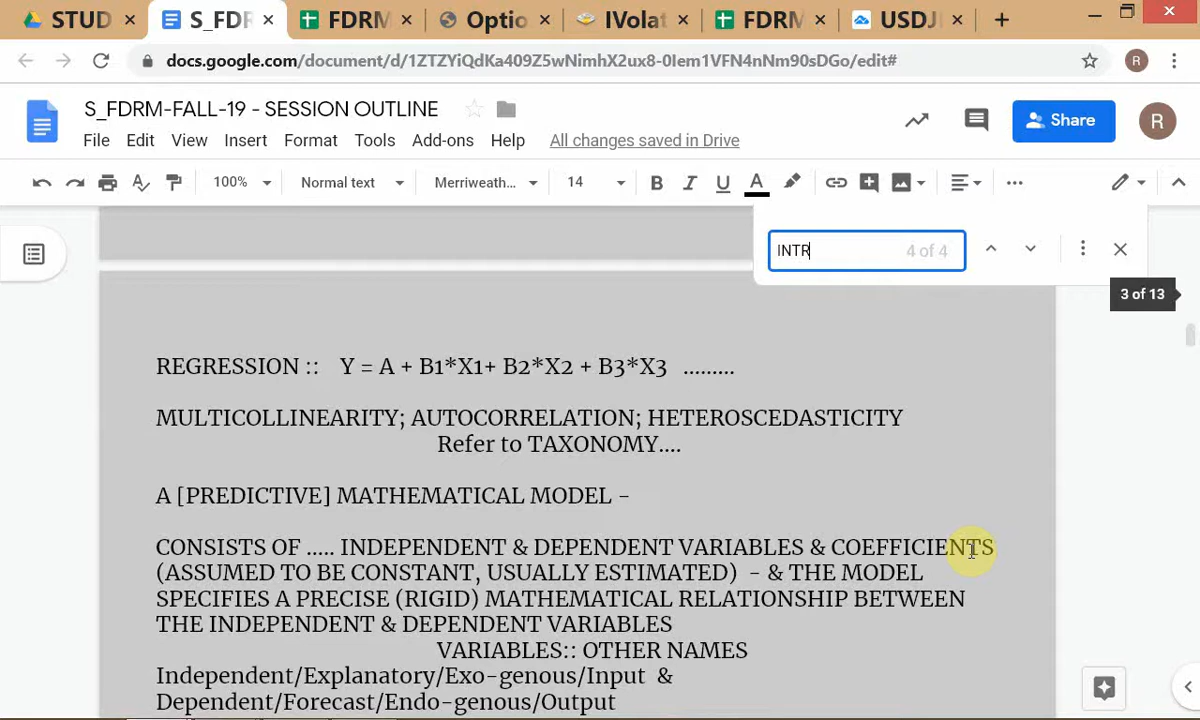 STUD
S_FDR
FDRM
Optio
IVolat
FDRM
USDJ
docs.google.com/document/d/1ZTZYiQdKa409Z5wNimhX2ux8-0Iem1VFN4nNm90sDGo/edit#
R
S_FDRM-FALL-19 - SESSION OUTLINE
File Edit View Insert Format Tools Add-ons Help All changes saved in Drive
Share
R
100% Normal text Merriweath... 14 B I U A
INTR 4 of 4
3 of 13
REGRESSION :: Y = A + B1*X1+ B2*X2 + B3*X3 .........
MULTICOLLINEARITY; AUTOCORRELATION; HETEROSCEDASTICITY
Refer to TAXONOMY....
A [PREDICTIVE] MATHEMATICAL MODEL –
CONSISTS OF ..... INDEPENDENT & DEPENDENT VARIABLES & COEFFICIENTS
(ASSUMED TO BE CONSTANT, USUALLY ESTIMATED) - & THE MODEL
SPECIFIES A PRECISE (RIGID) MATHEMATICAL RELATIONSHIP BETWEEN
THE INDEPENDENT & DEPENDENT VARIABLES
VARIABLES:: OTHER NAMES
Independent/Explanatory/Exo-genous/Input &
Dependent/Forecast/Endo-genous/Output